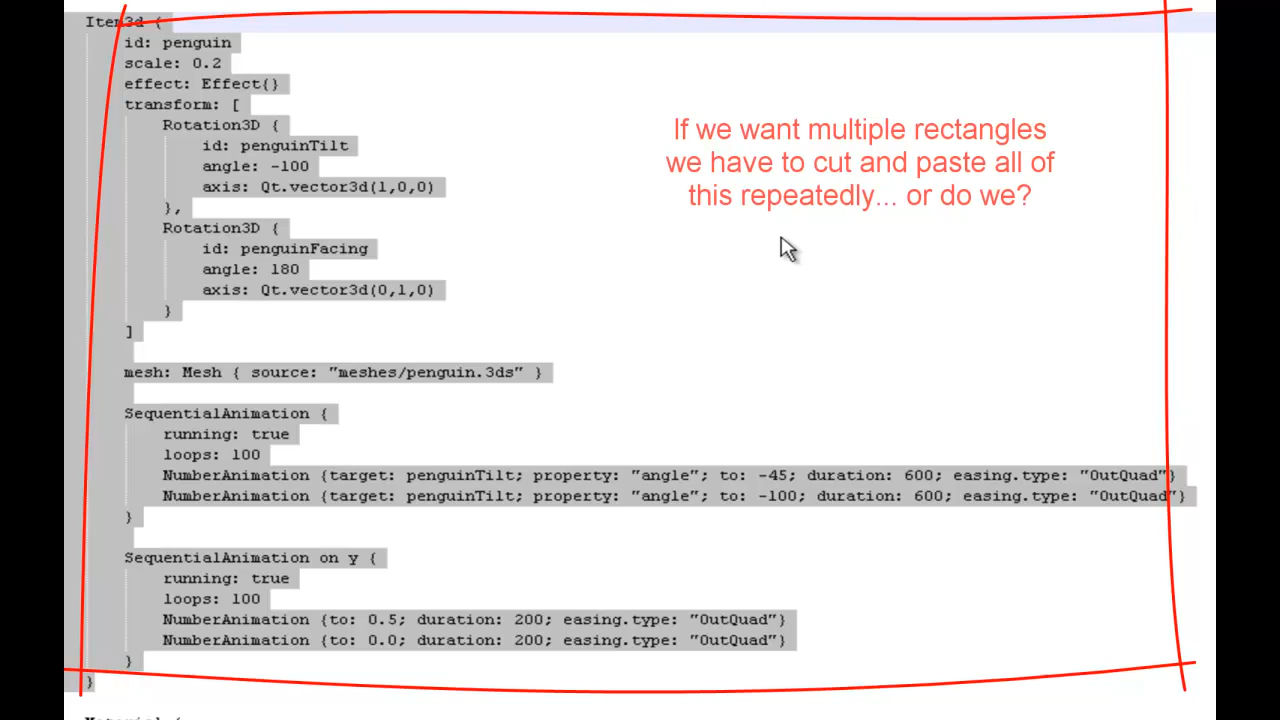 Item3d {
id: penguin
scale: 0.2
effect: Effect{}
transform: [
Rotation3D {
id: penguinTilt
angle: -100
axis: Qt.vector3d(1,0,0)
},
Rotation3D {
id: penguinFacing
angle: 180
axis: Qt.vector3d(0,1,0)
}
]
mesh: Mesh { source: "meshes/penguin.3ds" }
SequentialAnimation {
running: true
loops: 100
NumberAnimation {target: penguinTilt; property: "angle"; to: -45; duration: 600; easing.type: "OutQuad"}
NumberAnimation {target: penguinTilt; property: "angle"; to: -100; duration: 600; easing.type: "OutQuad"}
}
SequentialAnimation on y {
running: true
loops: 100
NumberAnimation {to: 0.5; duration: 200; easing.type: "OutQuad"}
NumberAnimation {to: 0.0; duration: 200; easing.type: "OutQuad"}
}
}
If we want multiple rectangles
we have to cut and paste all of
this repeatedly... or do we?